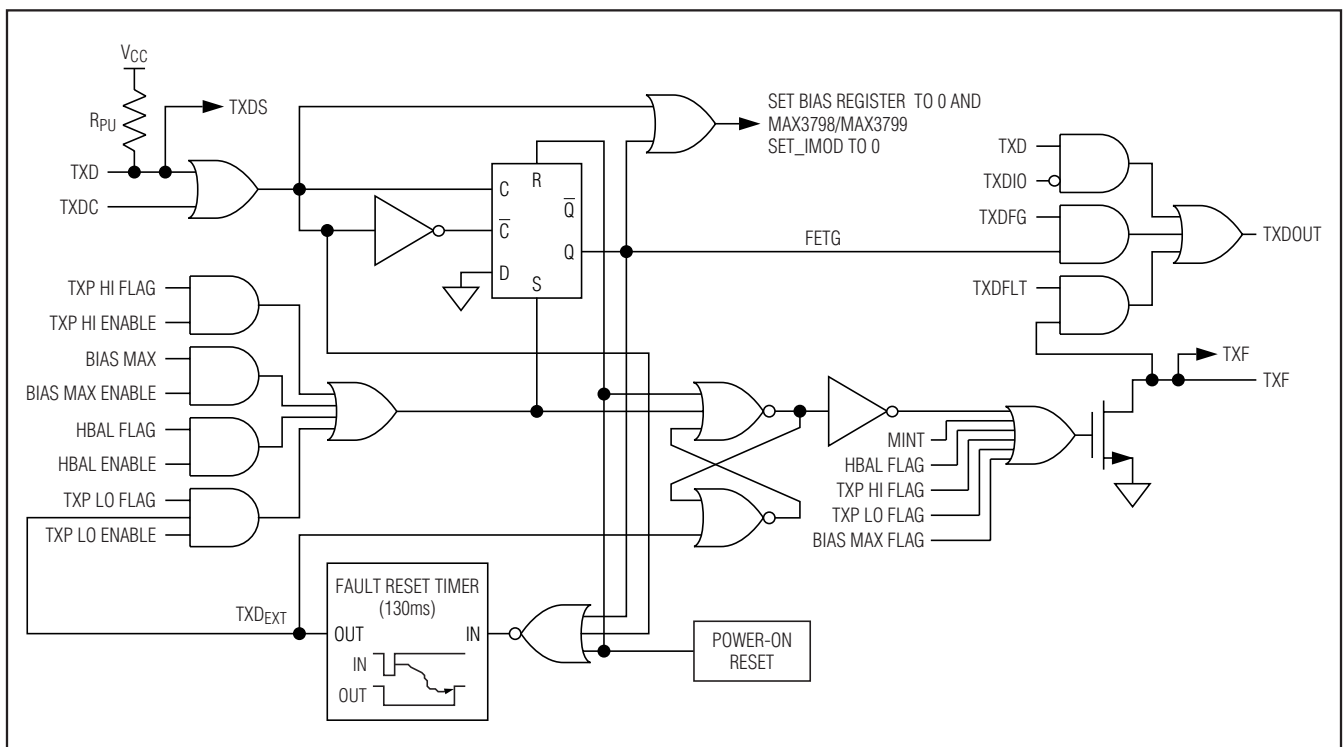 VCC
RPU
TXDS
TXD
TXDC
SET BIAS REGISTER TO 0 AND
MAX3798/MAX3799
SET_IMOD TO 0
R
C
C̅
D
S
Q̅
Q
FETG
TXD
TXDIO
TXDFG
TXDFLT
TXDOUT
TXP HI FLAG
TXP HI ENABLE
BIAS MAX
BIAS MAX ENABLE
HBAL FLAG
HBAL ENABLE
TXP LO FLAG
TXP LO ENABLE
TXF
TXF
MINT
HBAL FLAG
TXP HI FLAG
TXP LO FLAG
BIAS MAX FLAG
TXDEXT
FAULT RESET TIMER
(130ms)
OUT
IN
IN
OUT
POWER-ON
RESET